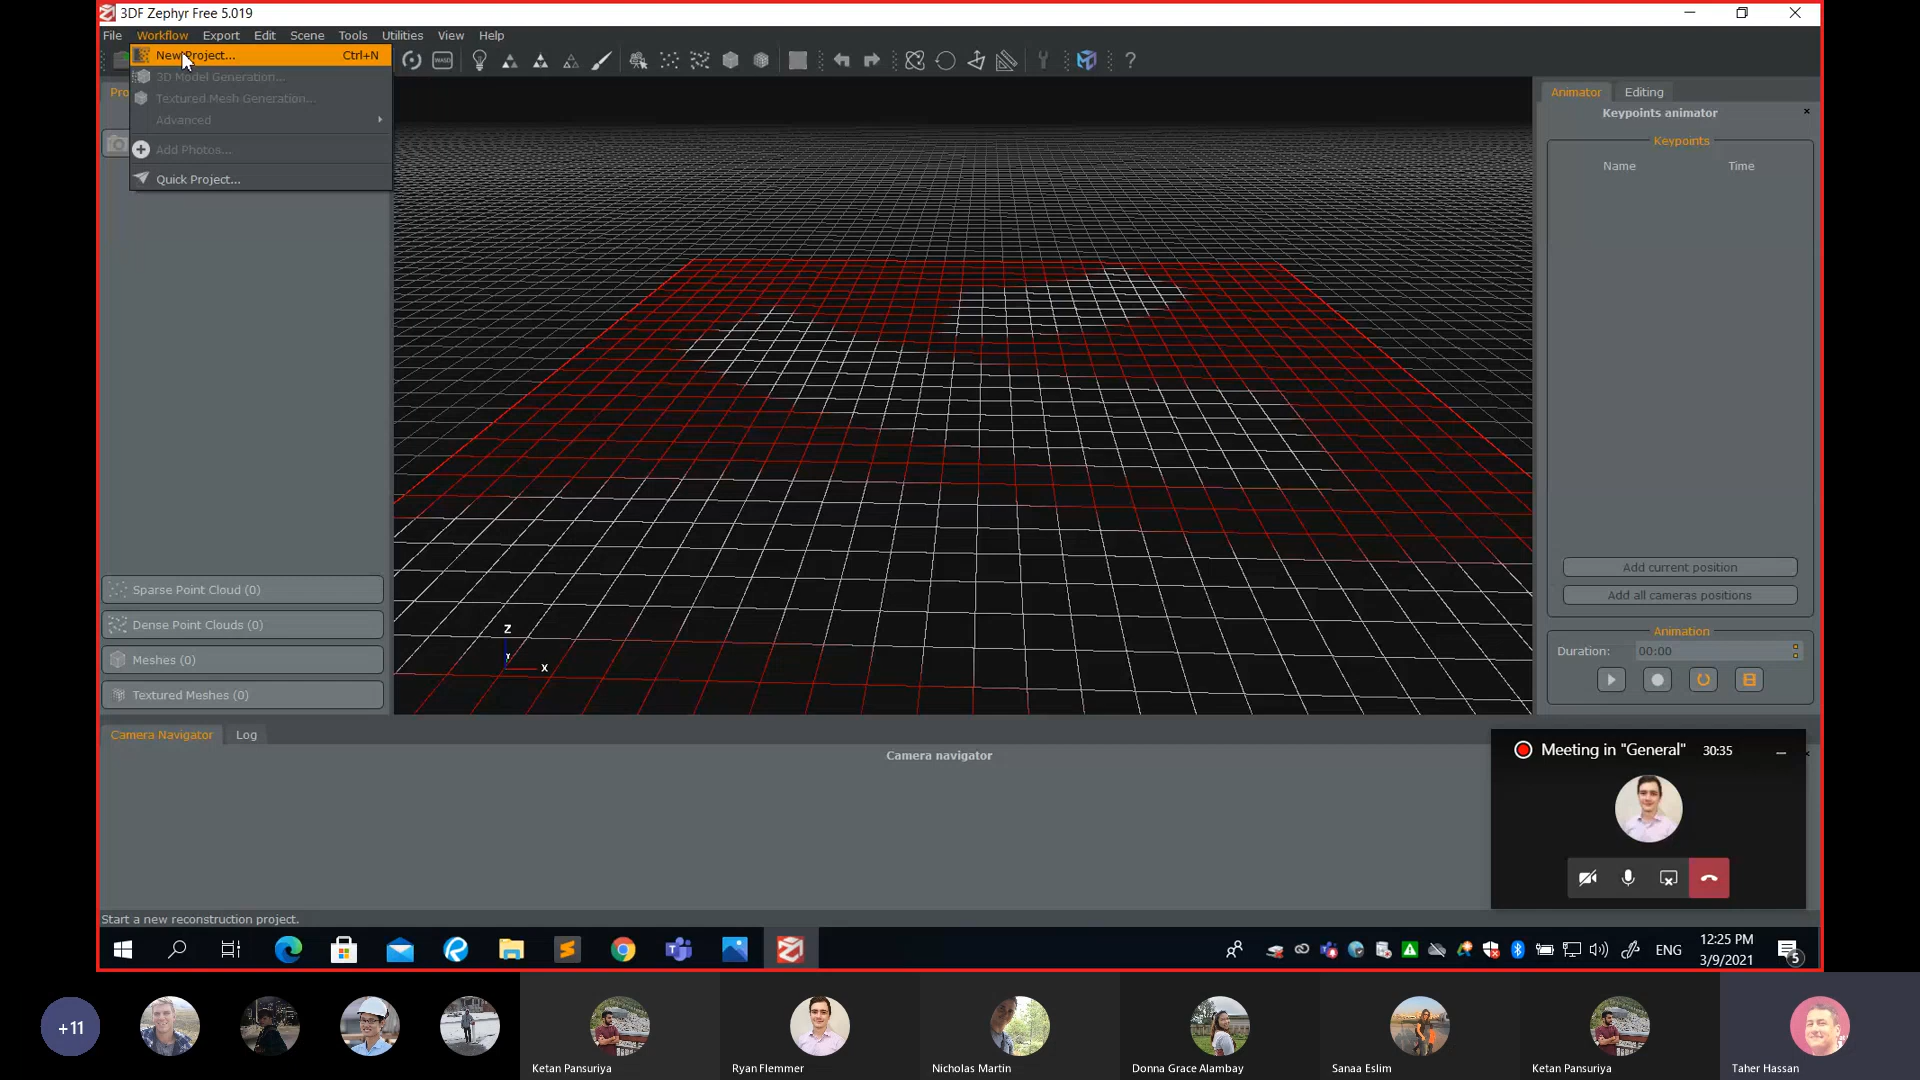 3DF Zephyr Free 5.019
File Workflow Export Edit Scene Tools Utilities View Help
New Project... Ctrl+N
3D Model Generation...
Textured Mesh Generation...
Advanced
Add Photos...
Quick Project...
WASD
Pro
Animator Editing
Keypoints animator
Keypoints
Name Time
Add current position
Add all cameras positions
Animation
Duration: 00:00
Sparse Point Cloud (0)
Dense Point Clouds (0)
Meshes (0)
Textured Meshes (0)
Z
Y
X
Camera Navigator Log
Camera navigator
Meeting in "General" 30:35
Start a new reconstruction project.
ENG
12:25 PM
3/9/2021
5
+11
Ketan Pansuriya
Ryan Flemmer
Nicholas Martin
Donna Grace Alambay
Sanaa Eslim
Ketan Pansuriya
Taher Hassan